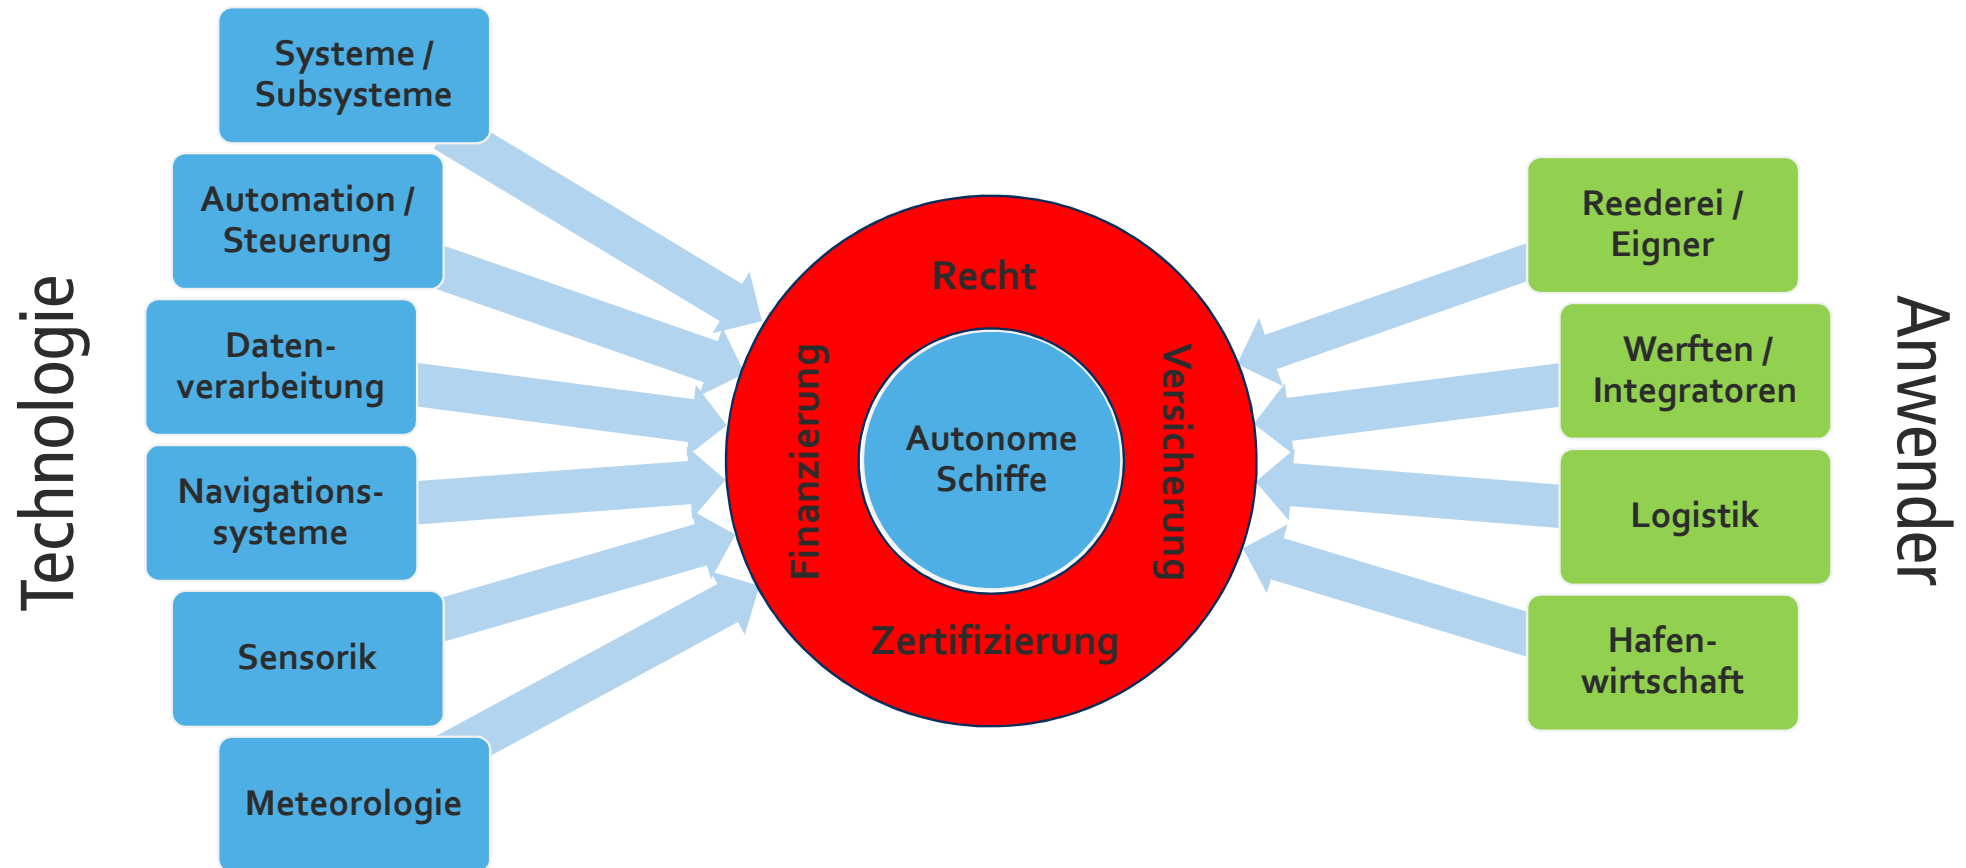 Technologie
Systeme /
Subsysteme
Automation /
Steuerung
Daten-
verarbeitung
Navigations-
systeme
Sensorik
Meteorologie
Recht
Finanzierung
Autonome
Schiffe
Versicherung
Zertifizierung
Reederei /
Eigner
Werften /
Integratoren
Logistik
Hafen-
wirtschaft
Anwender